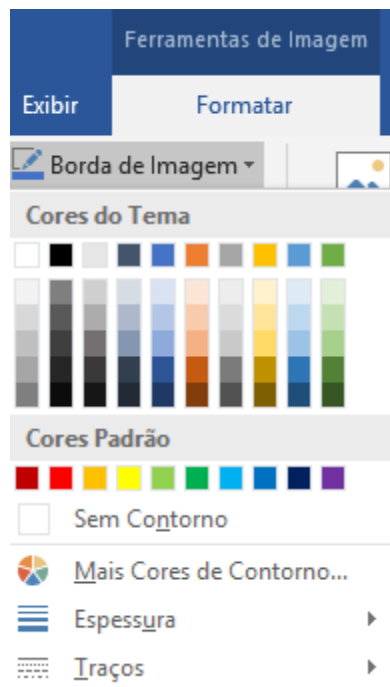 Ferramentas de Imagem
Exibir Formatar
Borda de Imagem
Cores do Tema
Cores Padrão
Sem Contorno
Mais Cores de Contorno...
Espessura
Traços